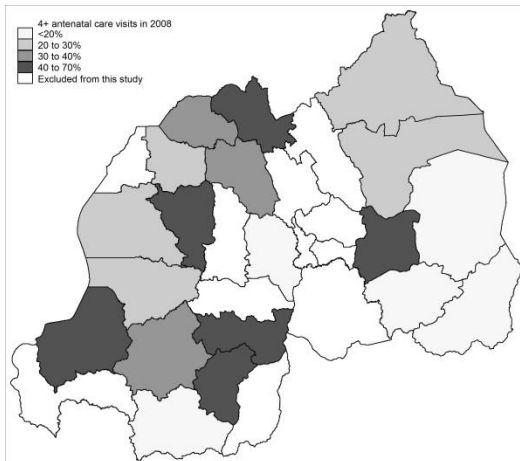 4+ antenatal care visits in 2008
<20%
20 to 30%
30 to 40%
40 to 70%
Excluded from this study